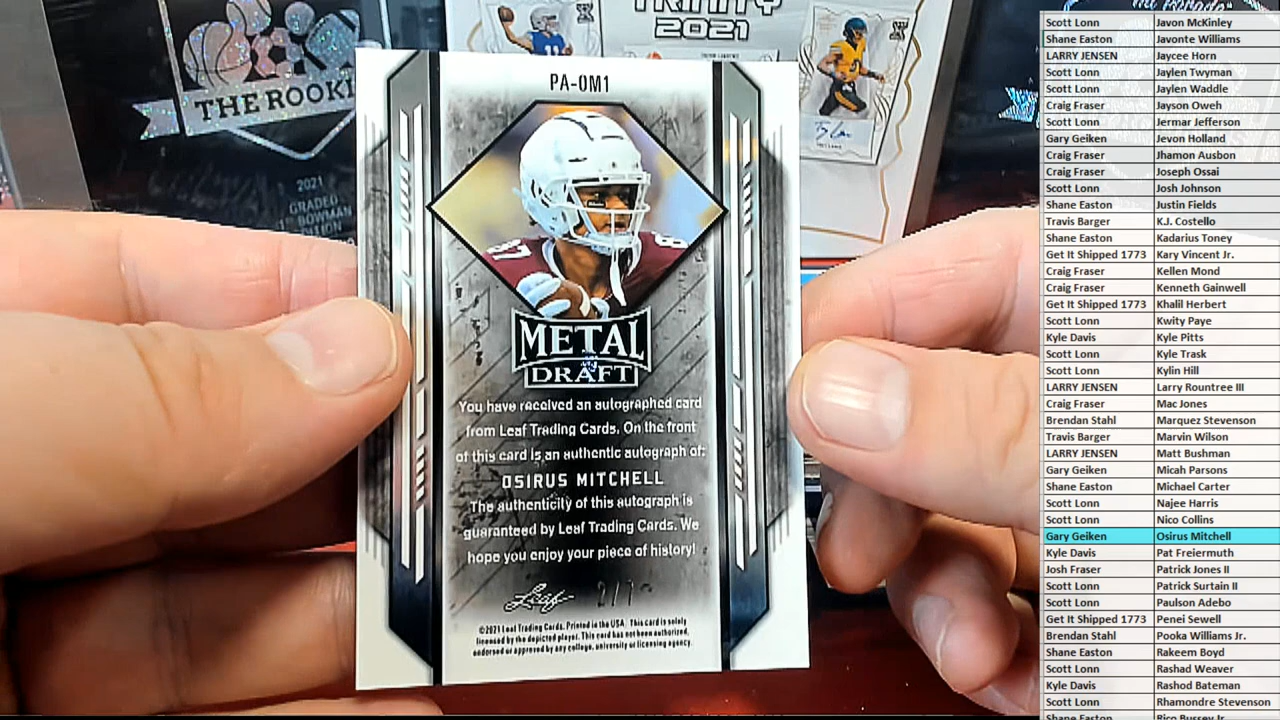 TRINITY
2021
THE ROOKI
2021
GRADED
BOWM
EDITION
PA-OM1
87
8
METAL
DRAFT
You have received an autographed card
from Leaf Trading Cards. On the front
of this card is an authentic autograph of:
OSIRUS MITCHELL
The authenticity of this autograph is
guaranteed by Leaf Trading Cards. We
hope you enjoy your piece of history!
Leaf 2/7
©2021 Leaf Trading Cards. Printed in the USA. This card is solely
licensed by the depicted player. This card has not been authorized,
endorsed or approved by any college, university or licensing agency.
Scott Lonn Javon McKinley
Shane Easton Javonte Williams
LARRY JENSEN Jaycee Horn
Scott Lonn Jaylen Twyman
Scott Lonn Jaylen Waddle
Craig Fraser Jayson Oweh
Scott Lonn Jermar Jefferson
Gary Geiken Jevon Holland
Craig Fraser Jhamon Ausbon
Craig Fraser Joseph Ossai
Scott Lonn Josh Johnson
Shane Easton Justin Fields
Travis Barger K.J. Costello
Shane Easton Kadarius Toney
Get It Shipped 1773 Kary Vincent Jr.
Craig Fraser Kellen Mond
Craig Fraser Kenneth Gainwell
Get It Shipped 1773 Khalil Herbert
Scott Lonn Kwity Paye
Kyle Davis Kyle Pitts
Scott Lonn Kyle Trask
Scott Lonn Kylin Hill
LARRY JENSEN Larry Rountree III
Craig Fraser Mac Jones
Brendan Stahl Marquez Stevenson
Travis Barger Marvin Wilson
LARRY JENSEN Matt Bushman
Gary Geiken Micah Parsons
Shane Easton Michael Carter
Scott Lonn Najee Harris
Scott Lonn Nico Collins
Gary Geiken Osirus Mitchell
Kyle Davis Pat Freiermuth
Josh Fraser Patrick Jones II
Scott Lonn Patrick Surtain II
Scott Lonn Paulson Adebo
Get It Shipped 1773 Penei Sewell
Brendan Stahl Pooka Williams Jr.
Shane Easton Rakeem Boyd
Scott Lonn Rashad Weaver
Kyle Davis Rashod Bateman
Scott Lonn Rhamondre Stevenson
Shane Easton Rico Bussey Jr.